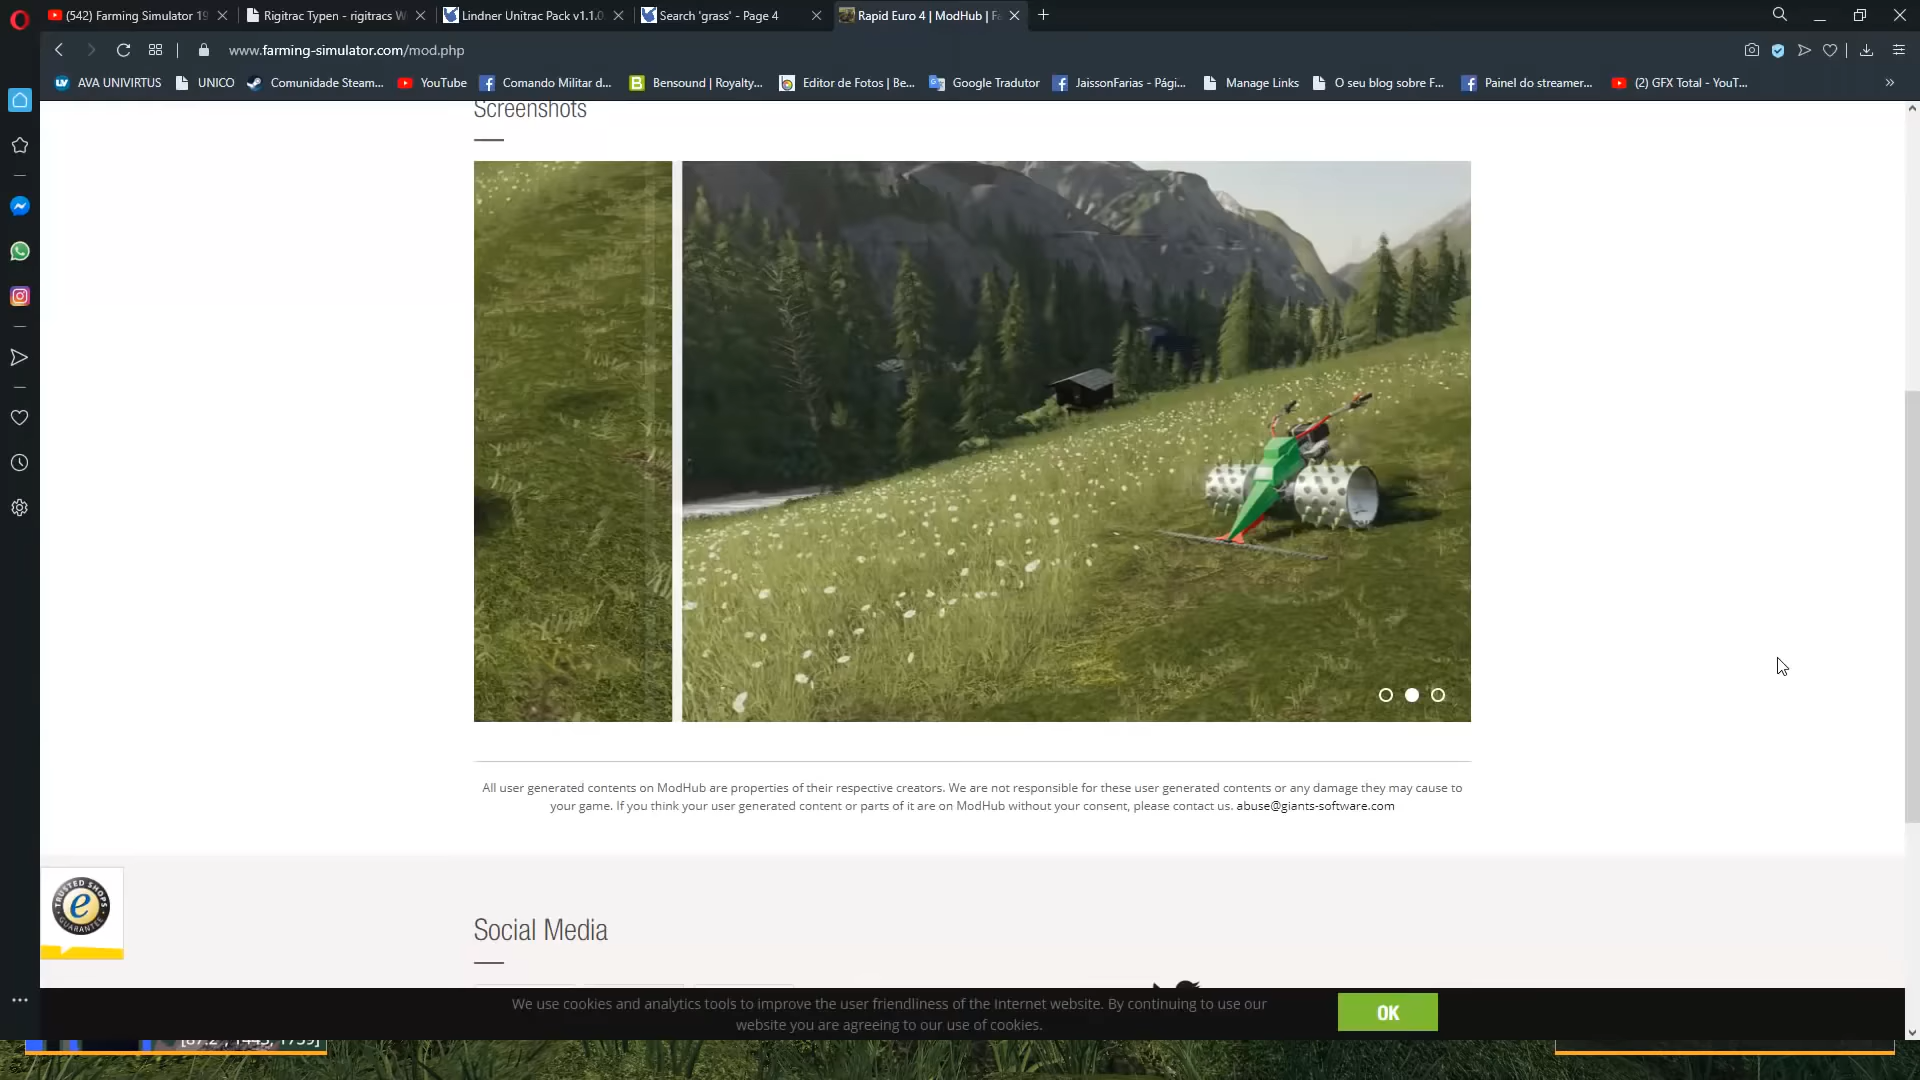 (542) Farming Simulator 19
Rigitrac Typen - rigitracs W
Lindner Unitrac Pack v1.1.0.
Search 'grass' - Page 4
Rapid Euro 4 | ModHub | Fa
www.farming-simulator.com/mod.php
AVA UNIVIRTUS
UNICO
Comunidade Steam...
YouTube
Comando Militar d...
Bensound | Royalty...
Editor de Fotos | Be...
Google Tradutor
JaissonFarias - Pági...
Manage Links
O seu blog sobre F...
Painel do streamer...
(2) GFX Total - YouT...
Screenshots
All user generated contents on ModHub are properties of their respective creators. We are not responsible for these user generated contents or any damage they may cause to
your game. If you think your user generated content or parts of it are on ModHub without your consent, please contact us. abuse@giants-software.com
TRUSTED SHOPS
e
GUARANTEE
Social Media
We use cookies and analytics tools to improve the user friendliness of the Internet website. By continuing to use our
website you are agreeing to our use of cookies.
OK